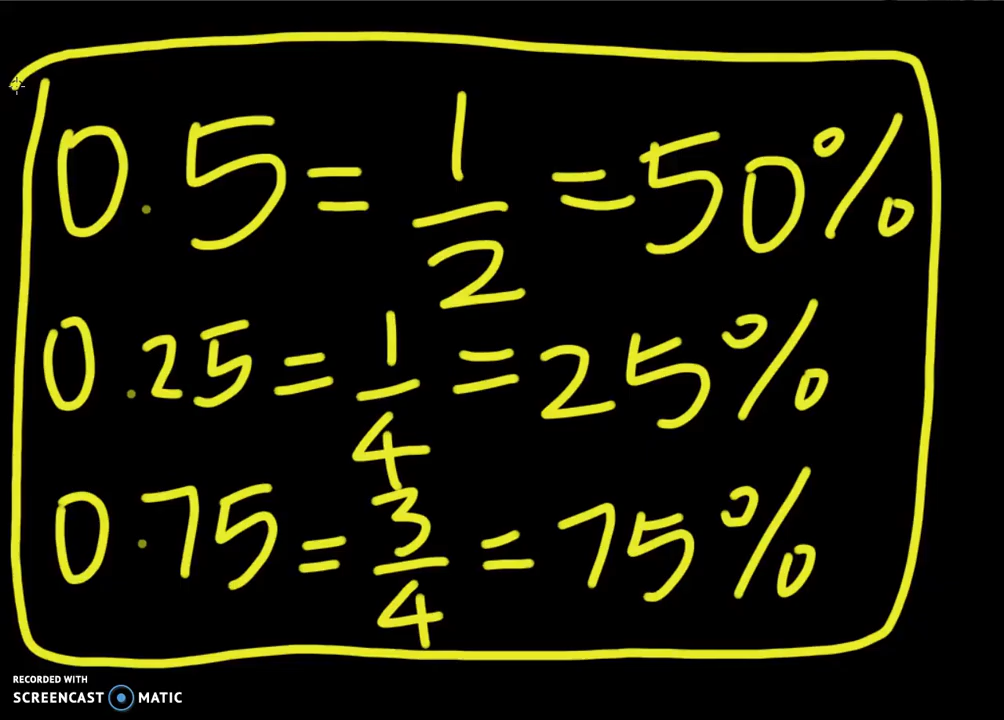 0.5 = 1/2 = 50%
0.25 = 1/4 = 25%
0.75 = 3/4 = 75%
RECORDED WITH
SCREENCAST MATIC